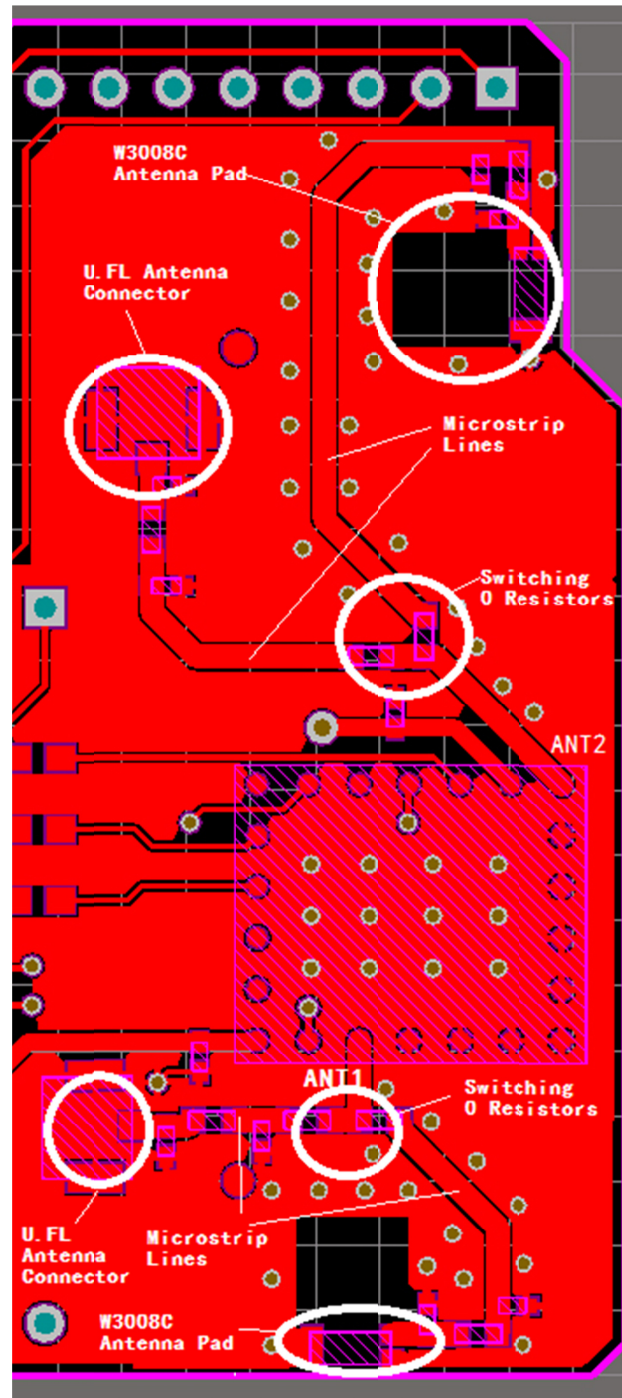 W3008C
Antenna Pad
U.FL Antenna
Connector
Microstrip
Lines
Switching
0 Resistors
ANT2
ANT1
Switching
0 Resistors
U.FL
Antenna
Connector
Microstrip
Lines
W3008C
Antenna Pad